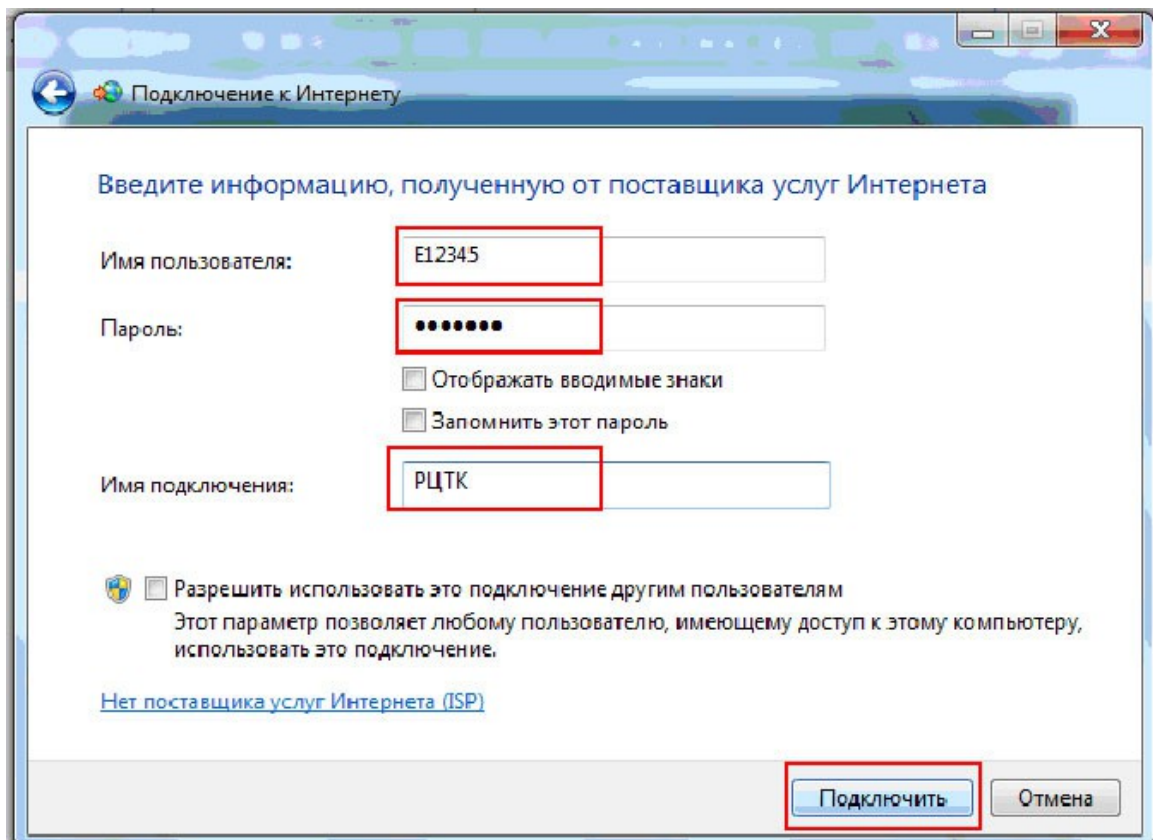 Подключение к Интернету
Введите информацию, полученную от поставщика услуг Интернета
Имя пользователя: E12345
Пароль: •••••••
Отображать вводимые знаки
Запомнить этот пароль
Имя подключения: РЦТК
Разрешить использовать это подключение другим пользователям
Этот параметр позволяет любому пользователю, имеющему доступ к этому компьютеру,
использовать это подключение.
Нет поставщика услуг Интернета (ISP)
Подключить Отмена